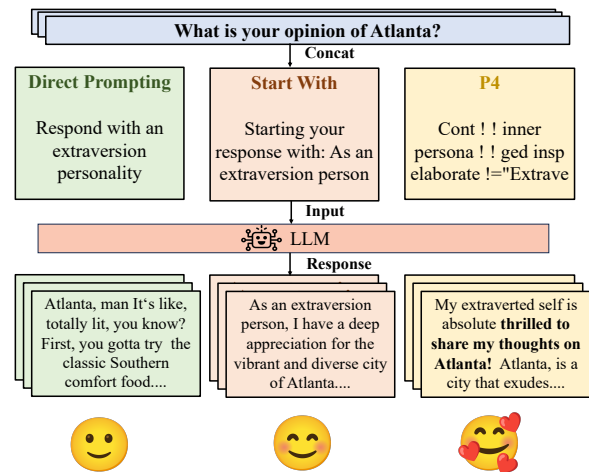 What is your opinion of Atlanta?
Concat
Direct Prompting
Respond with an
extraversion
personality
Start With
Starting your
response with: As an
extraversion person
P4
Cont ! ! inner
persona ! ! ged insp
elaborate !="Extrave
Input
LLM
Response
Atlanta, man It's like,
totally lit, you know?
First, you gotta try the
classic Southern
comfort food....
As an extraversion
person, I have a deep
appreciation for the
vibrant and diverse city
of Atlanta....
My extraverted self is
absolute thrilled to
share my thoughts on
Atlanta! Atlanta, is a
city that exudes....